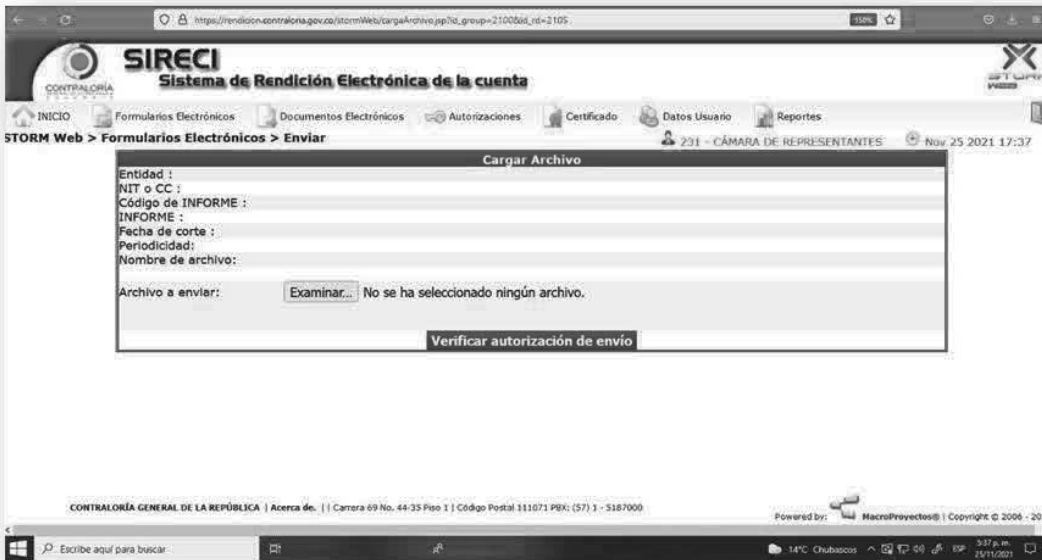 https://rendicion.contraloria.gov.co/stormWeb/cargaArchivo.jsp?id_group=2100&id_rd=2105 150%
SIRECI
Sistema de Rendición Electrónica de la cuenta
CONTRALORÍA
STORM
WEB
INICIO Formularios Electrónicos Documentos Electrónicos Autorizaciones Certificado Datos Usuario Reportes
STORM Web > Formularios Electrónicos > Enviar 231 - CÁMARA DE REPRESENTANTES Nov 25 2021 17:37
Cargar Archivo
Entidad :
NIT o CC :
Código de INFORME :
INFORME :
Fecha de corte :
Periodicidad:
Nombre de archivo:
Archivo a enviar: Examinar... No se ha seleccionado ningún archivo.
Verificar autorización de envío
CONTRALORÍA GENERAL DE LA REPÚBLICA | Acerca de. | | Carrera 69 No. 44-35 Piso 1 | Código Postal 111071 PBX: (57) 1 - 5187000
Powered by: MacroProyectos® | Copyright © 2006 - 20
Escribe aquí para buscar 14°C Chubascos ESP 5:37 p. m.
25/11/2021